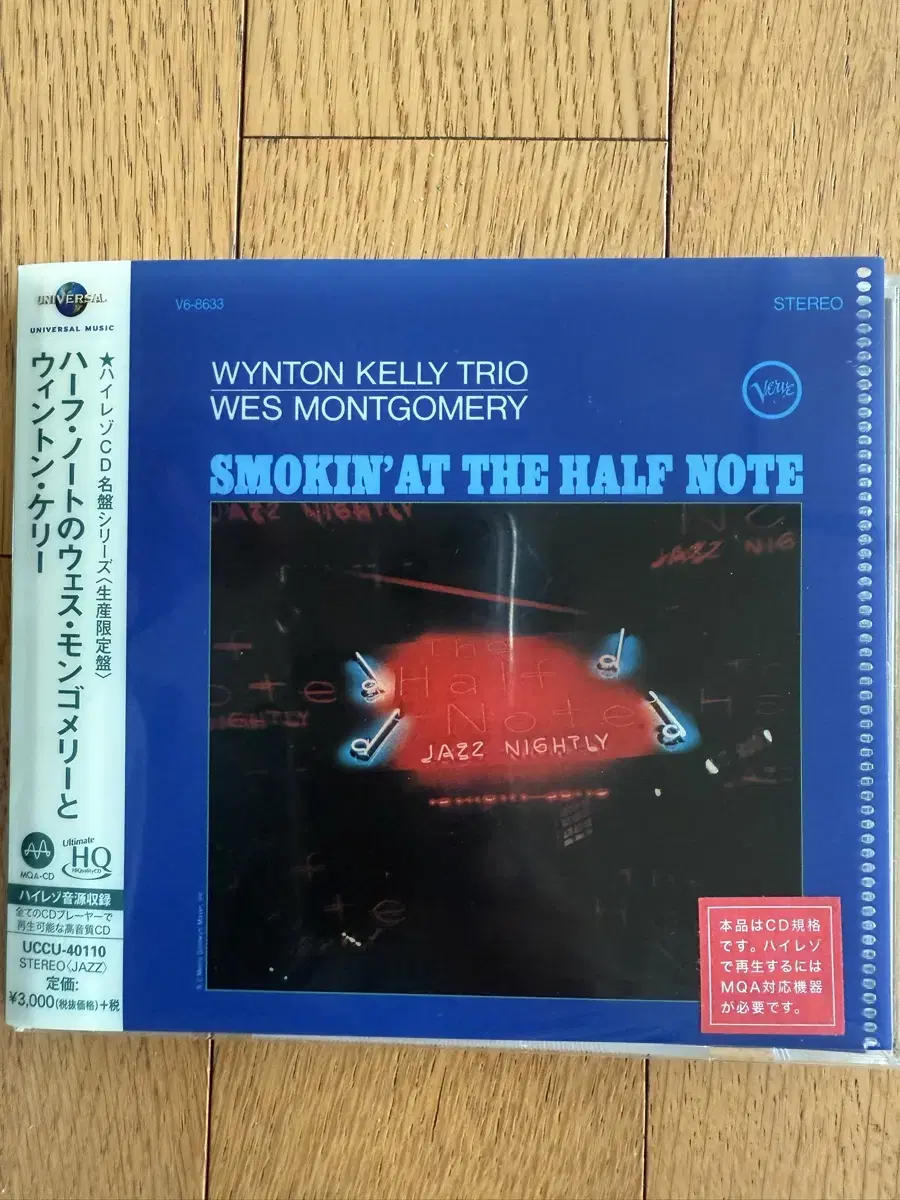 UNIVERSAL
UNIVERSAL MUSIC
★ハイレゾCD名盤シリーズ〈生産限定盤〉
ハーフ・ノートのウェス・モンゴメリーと
ウィントン・ケリー
MQA-CD
Ultimate
HQ
HiQualityCD
ハイレゾ音源収録
全てのCDプレーヤーで
再生可能な高音質CD
UCCU-40110
STEREO〈JAZZ〉
定価:
¥3,000(税抜価格)+税
V6-8633
STEREO
WYNTON KELLY TRIO
WES MONTGOMERY
Verve
SMOKIN' AT THE HALF NOTE
JAZZ NIGHTLY
JAZZ NIG
The
Half
Note
JAZZ NIGHTLY
本品はCD規格
です。ハイレゾ
で再生するには
MQA対応機器
が必要です。